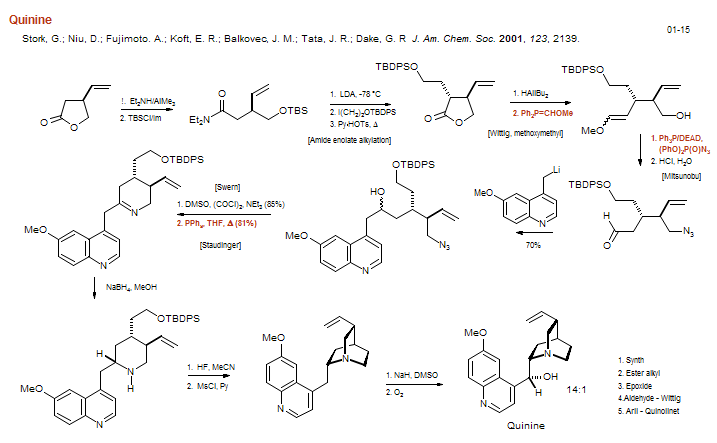 Quinine
Stork, G.; Niu, D.; Fujimoto. A.; Koft, E. R.; Balkovec, J. M.; Tata, J. R.; Dake, G. R J. Am. Chem. Soc. 2001, 123, 2139.
01-15
O
O
1. Et2NH/AlMe3
2. TBSCl/Im
O
Et2N
OTBS
1. LDA, -78 °C
2. I(CH2)2OTBDPS
3. Py·HOTs, Δ
[Amide enolate alkylation]
TBDPSO
O
O
1. HAliBu2
2. Ph3P=CHOMe
[Wittig, methoxymethyl]
TBDPSO
MeO
OH
1. Ph3P/DEAD,
(PhO)2P(O)N3
2. HCl, H2O
[Mitsunobu]
TBDPSO
H
O
N3
Li
MeO
N
70%
OTBDPS
HO
MeO
N
N3
[Swern]
1. DMSO, (COCl)2, NEt3 (85%)
2. PPh3, THF, Δ (81%)
[Staudinger]
OTBDPS
N
MeO
N
NaBH4, MeOH
OTBDPS
H
N
H
MeO
N
1. HF, MeCN
2. MsCl, Py
MeO
N
N
1. NaH, DMSO
2. O2
MeO
N
OH
H
N
14:1
Quinine
1. Synth
2. Ester alkyl
3. Epoxide
4.Aldehyde - Wittig
5. Aril - Quinolinet